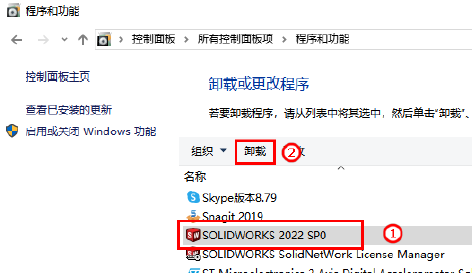 程序和功能
控制面板 › 所有控制面板项 › 程序和功能
控制面板主页
卸载或更改程序
查看已安装的更新
若要卸载程序，请从列表中将其选中，然后单击“卸载”、
启用或关闭 Windows 功能
组织 卸载 ②
名称
Skype版本8.79
Snagit 2019
SOLIDWORKS 2022 SP0 ①
SOLIDWORKS SolidNetWork License Manager